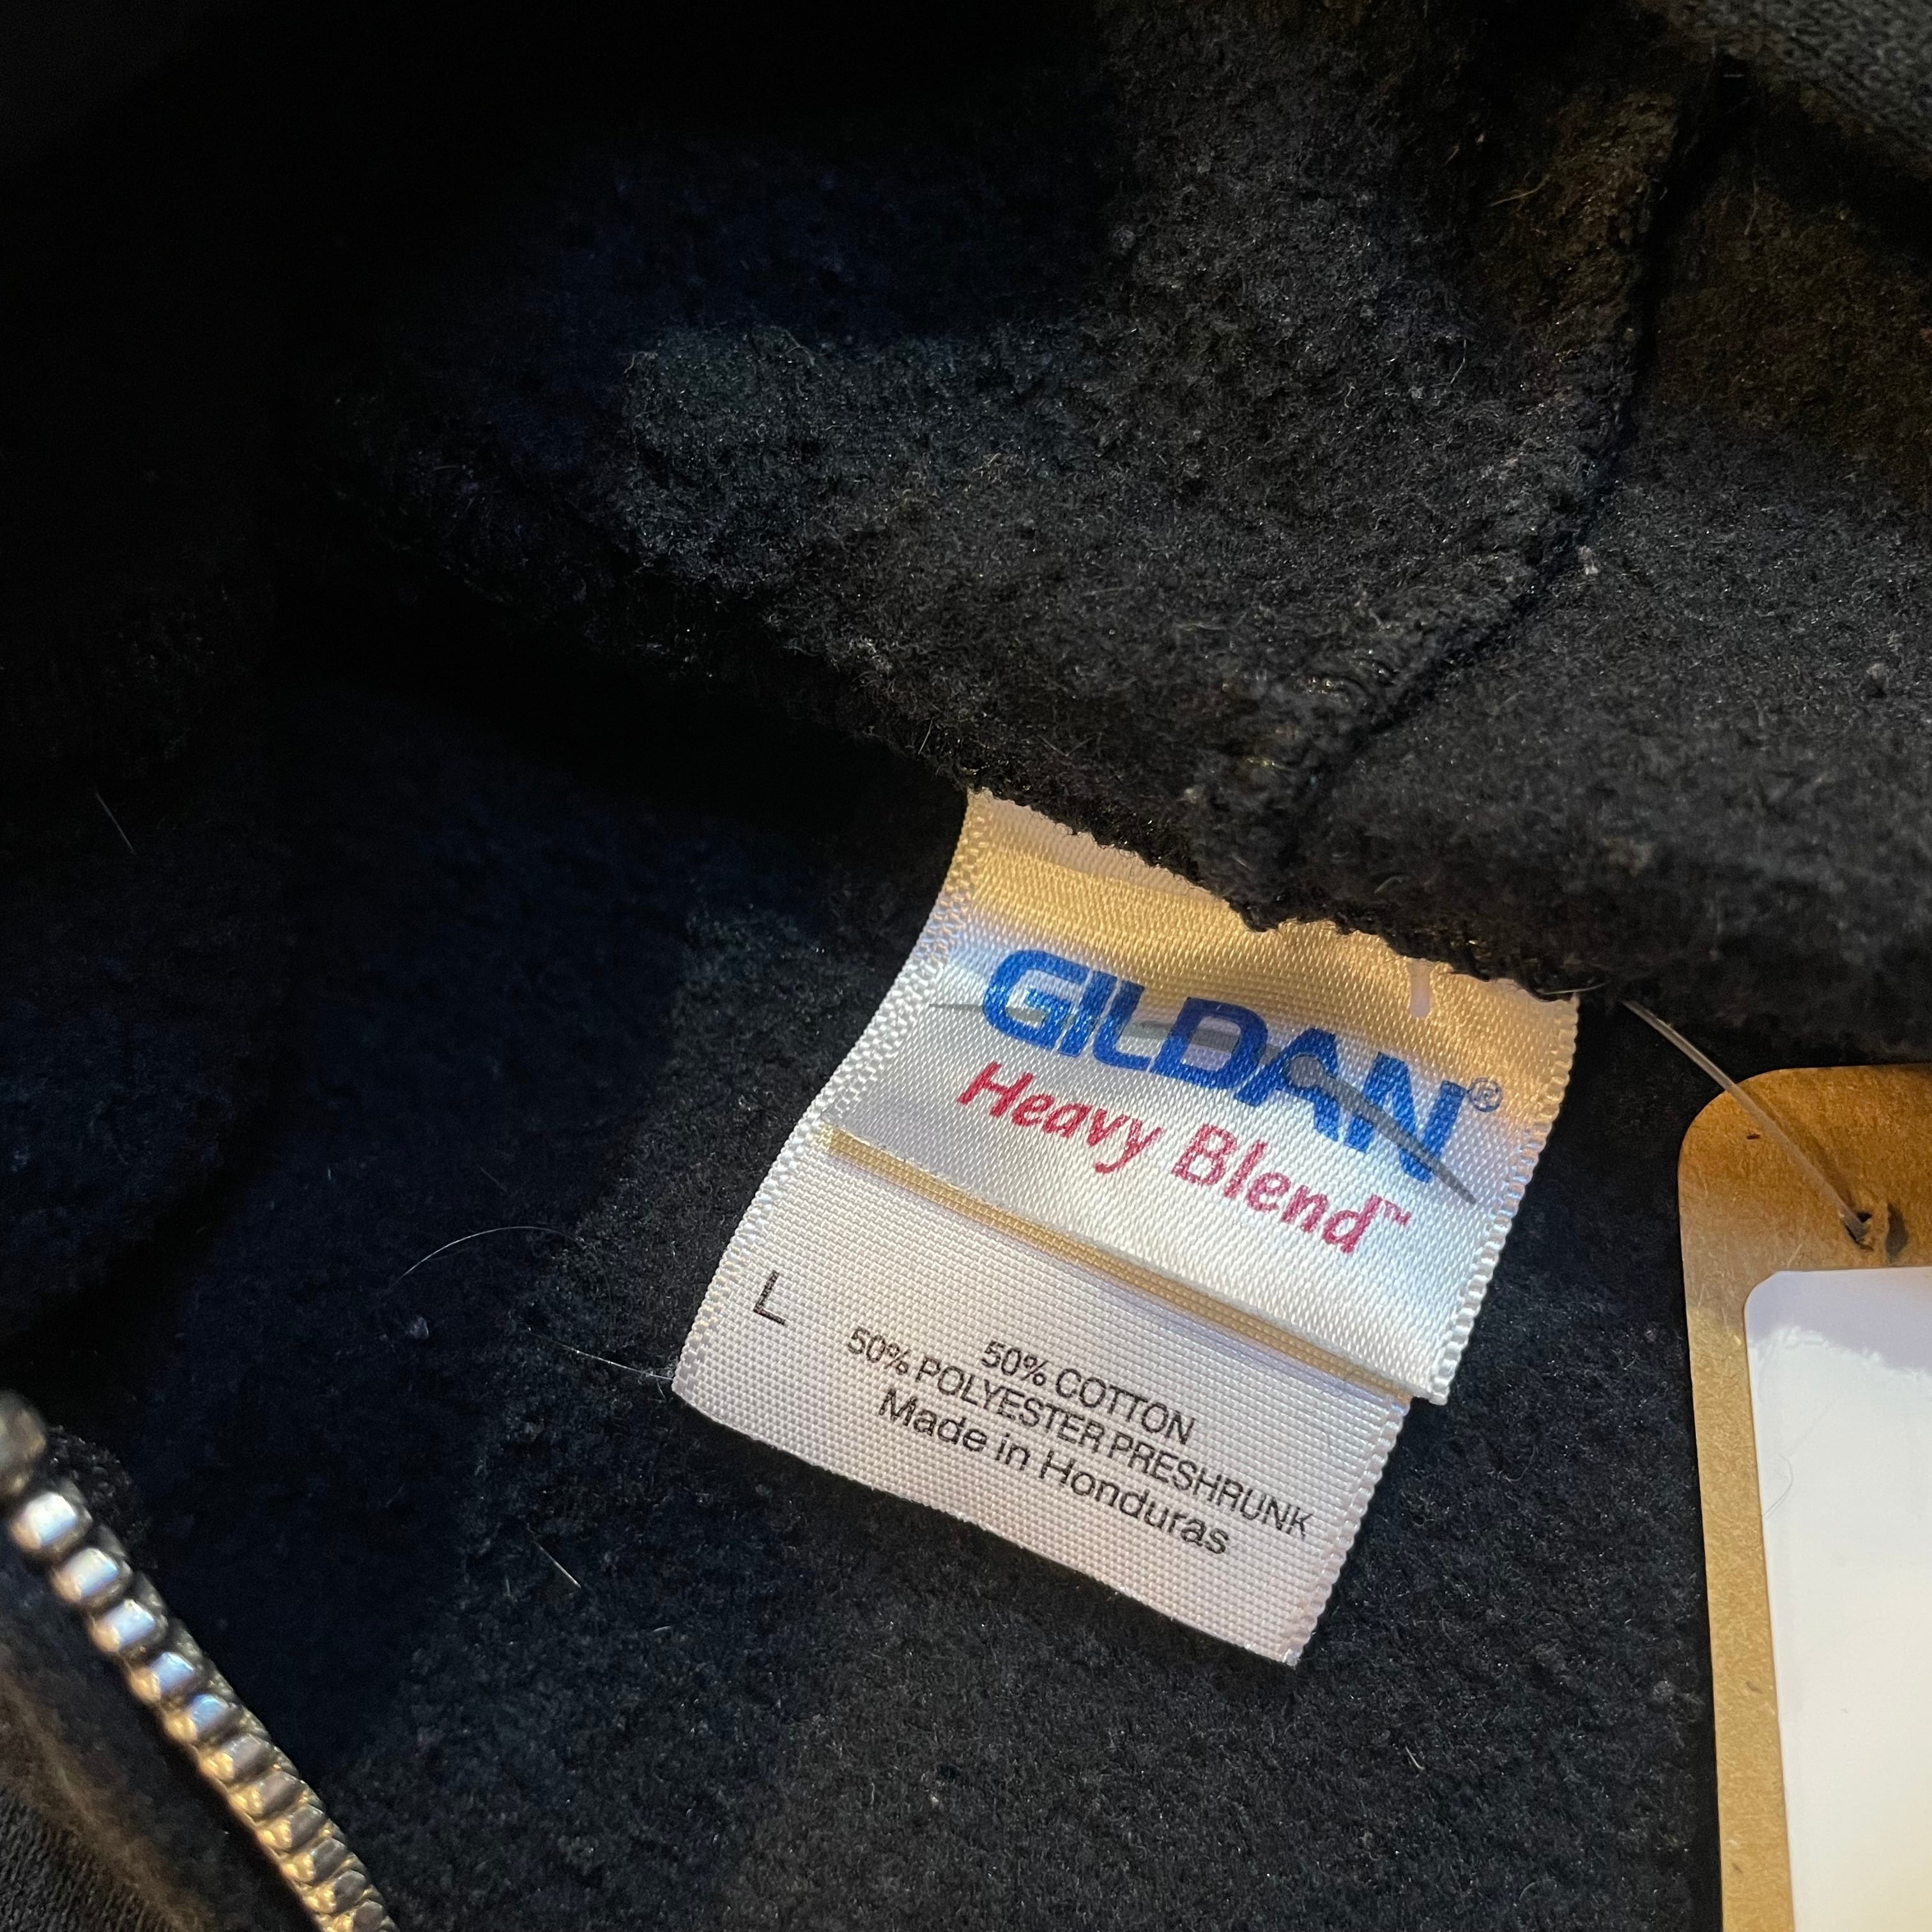 GILDAN®
Heavy Blend™
L
50% COTTON
50% POLYESTER PRESHRUNK
Made in Honduras